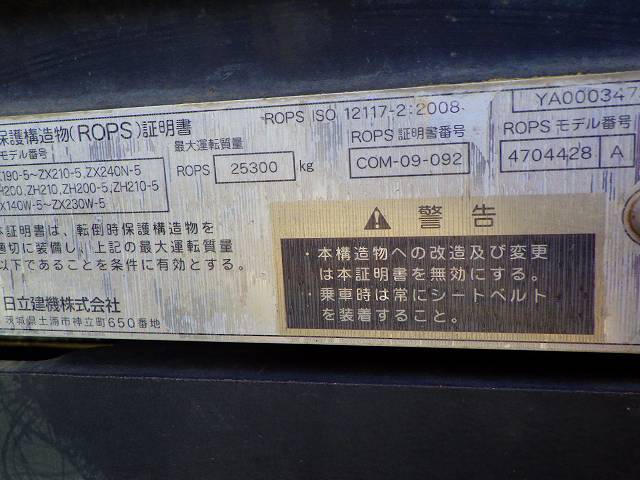 ROPS ISO 12117-2:2008
YA000347
保護構造物(ROPS)証明書
モデル番号
最大運転質量
ROPS 証明書番号
ROPS モデル番号
X190-5~ZX210-5,ZX240N-5
ROPS 25300 kg
COM-09-092
4704428 A
ZH200,ZH210,ZH200-5,ZH210-5
X140W-5~ZX230W-5
本証明書は、転倒時保護構造物を
適切に装備し、上記の最大運転質量
以下であることを条件に有効とする。
日立建機株式会社
茨城県土浦市神立町650番地
警告
・本構造物への改造及び変更
は本証明書を無効にする。
・乗車時は常にシートベルト
を装着すること。